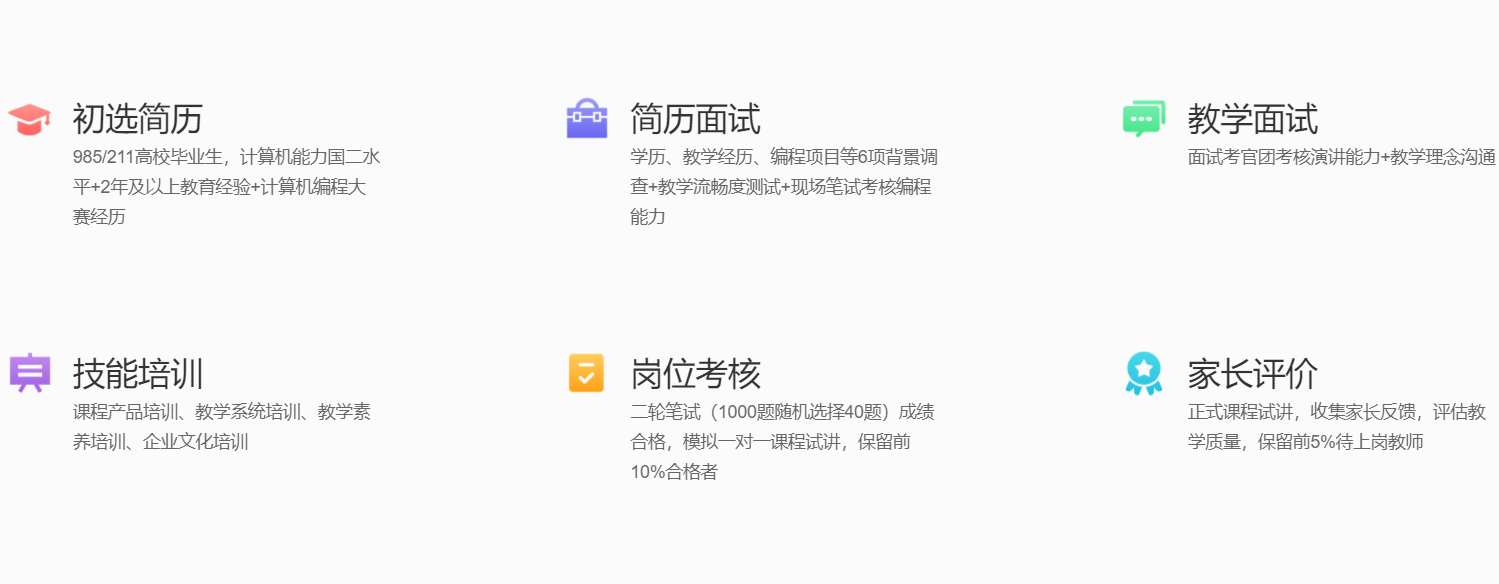 初选简历
985/211高校毕业生，计算机能力国二水
平+2年及以上教育经验+计算机编程大
赛经历
简历面试
学历、教学经历、编程项目等6项背景调
查+教学流畅度测试+现场笔试考核编程
能力
教学面试
面试考官团考核演讲能力+教学理念沟通
技能培训
课程产品培训、教学系统培训、教学素
养培训、企业文化培训
岗位考核
二轮笔试（1000题随机选择40题）成绩
合格，模拟一对一课程试讲，保留前
10%合格者
家长评价
正式课程试讲，收集家长反馈，评估教
学质量，保留前5%待上岗教师